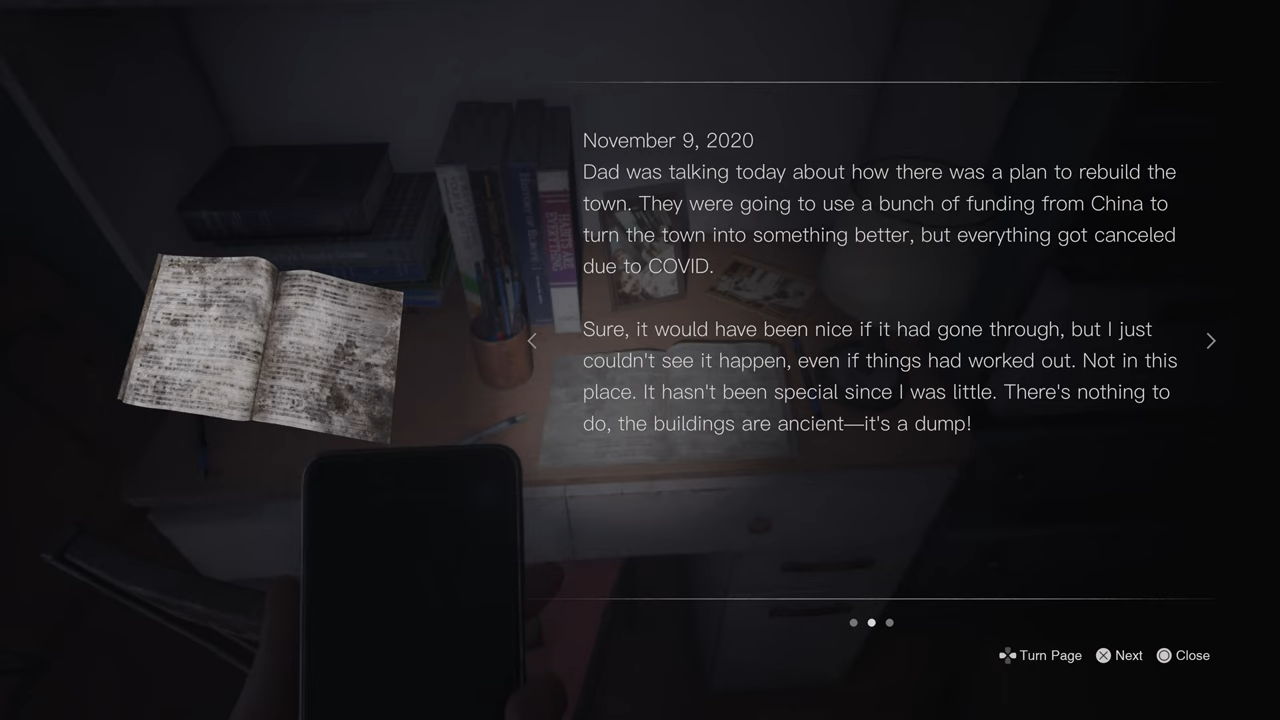 November 9, 2020
Dad was talking today about how there was a plan to rebuild the
town. They were going to use a bunch of funding from China to
turn the town into something better, but everything got canceled
due to COVID.
Sure, it would have been nice if it had gone through, but I just
couldn't see it happen, even if things had worked out. Not in this
place. It hasn't been special since I was little. There's nothing to
do, the buildings are ancient—it's a dump!
Turn Page Next Close